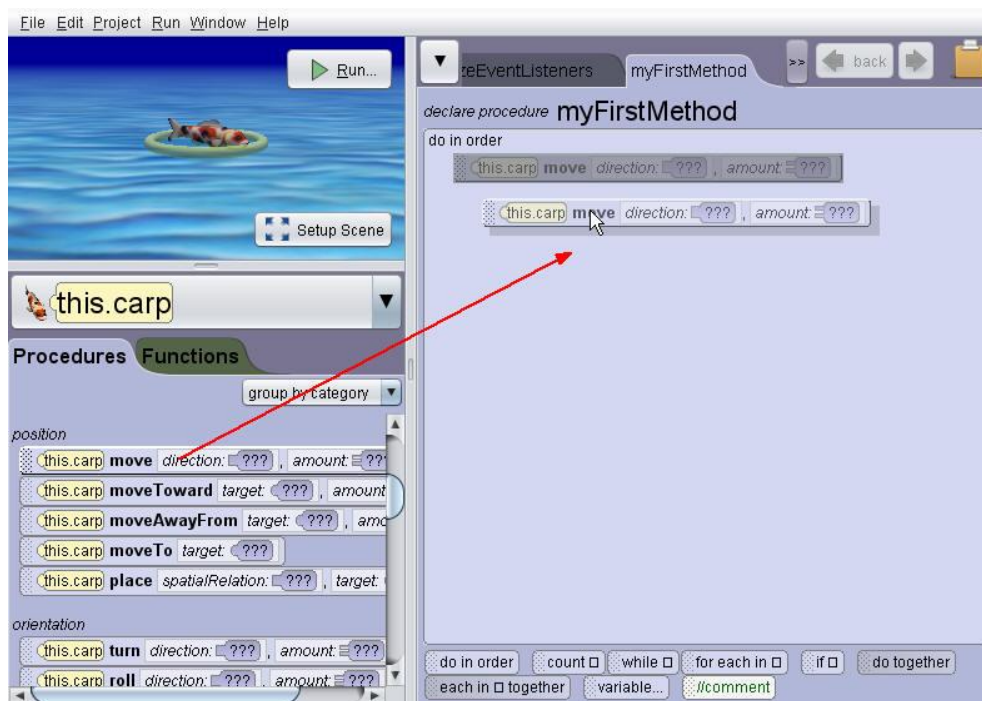 File Edit Project Run Window Help
Run...
Setup Scene
this.carp
Procedures Functions
group by category
position
this.carp move direction: ??? , amount: ??
this.carp moveToward target: ??? , amount
this.carp moveAwayFrom target: ??? , amo
this.carp moveTo target: ???
this.carp place spatialRelation: ??? , target:
orientation
this.carp turn direction: ??? , amount: ???
this.carp roll direction: ??? , amount: ???
zeEventListeners myFirstMethod >> back
declare procedure myFirstMethod
do in order
this.carp move direction: ??? , amount: ???
this.carp move direction: ??? , amount: ???
do in order count while for each in if do together
each in together variable... //comment